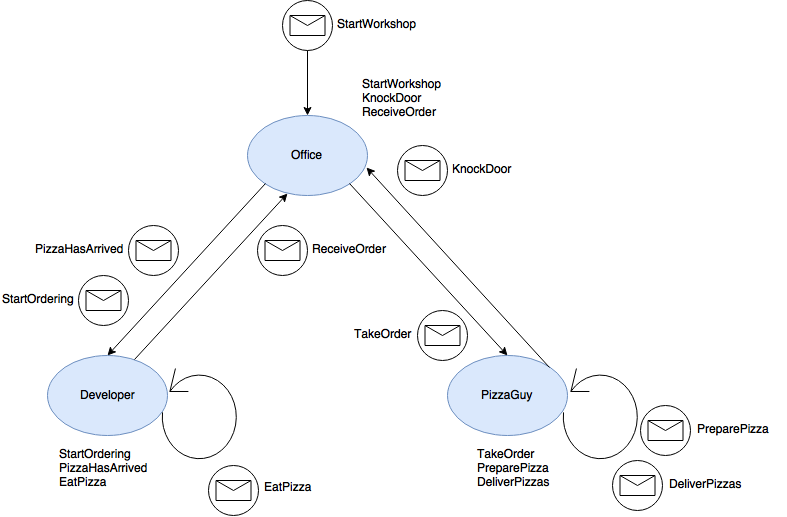 StartWorkshop
StartWorkshop
KnockDoor
ReceiveOrder
Office
KnockDoor
PizzaHasArrived
ReceiveOrder
StartOrdering
TakeOrder
Developer
PizzaGuy
StartOrdering
PizzaHasArrived
EatPizza
TakeOrder
PreparePizza
DeliverPizzas
PreparePizza
EatPizza
DeliverPizzas